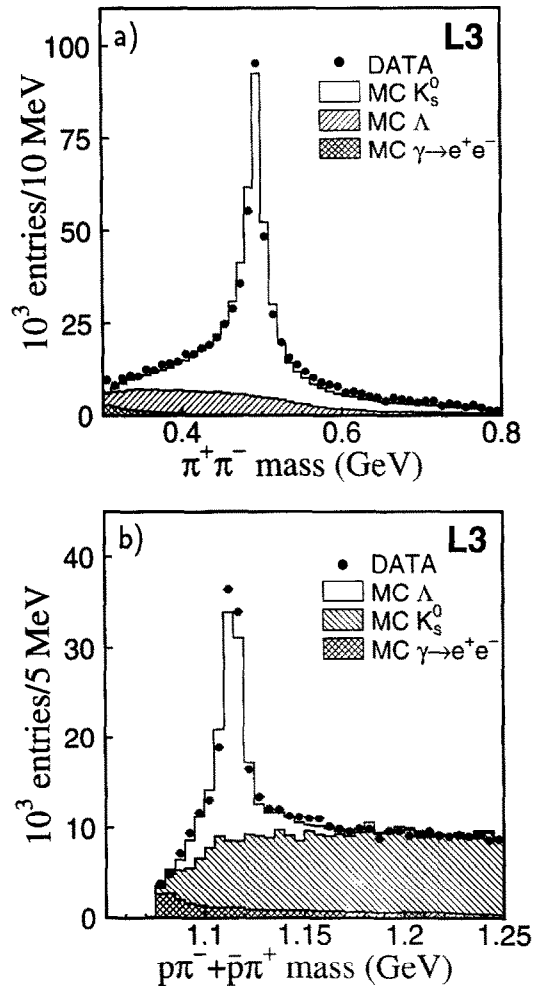 a) L3
● DATA
MC K⁰ₛ
MC Λ
MC γ→e⁺e⁻
10³ entries/10 MeV
100
75
50
25
0
0.4 0.6 0.8
π⁺π⁻ mass (GeV)
b) L3
● DATA
MC Λ
MC K⁰ₛ
MC γ→e⁺e⁻
10³ entries/5 MeV
40
30
20
10
0
1.1 1.15 1.2 1.25
pπ⁻+p̄π⁺ mass (GeV)